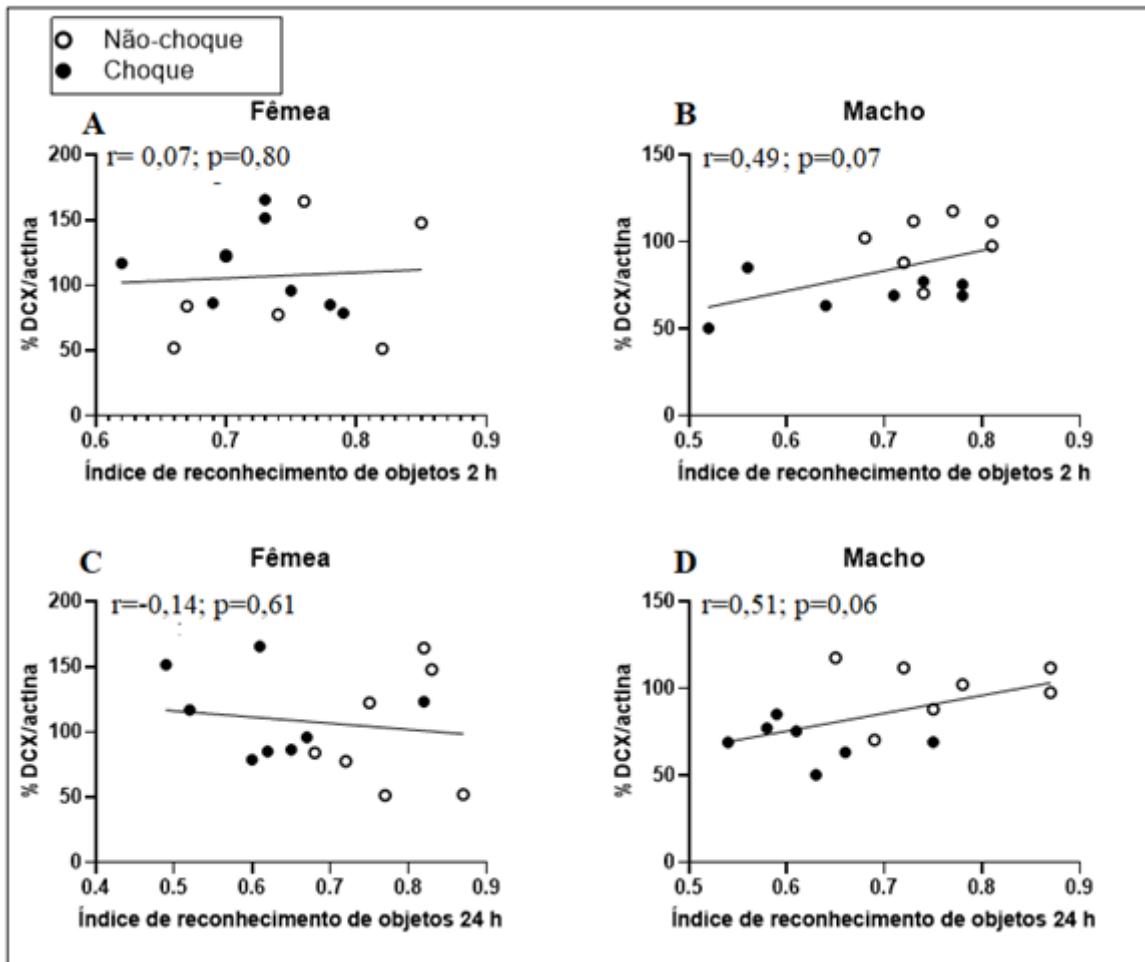 Não-choque
Choque
A
Fêmea
r= 0,07; p=0,80
200
150
100
50
0
% DCX/actIna
0.6 0.7 0.8 0.9
Índice de reconhecimento de objetos 2 h
B
Macho
r=0,49; p=0,07
150
100
50
0
% DCX/actIna
0.5 0.6 0.7 0.8 0.9
Índice de reconhecimento de objetos 2 h
C
Fêmea
r=-0,14; p=0,61
200
150
100
50
0
% DCX/actIna
0.4 0.5 0.6 0.7 0.8 0.9
Índice de reconhecimento de objetos 24 h
D
Macho
r=0,51; p=0,06
150
100
50
0
% DCX/actIna
0.5 0.6 0.7 0.8 0.9
Índice de reconhecimento de objetos 24 h